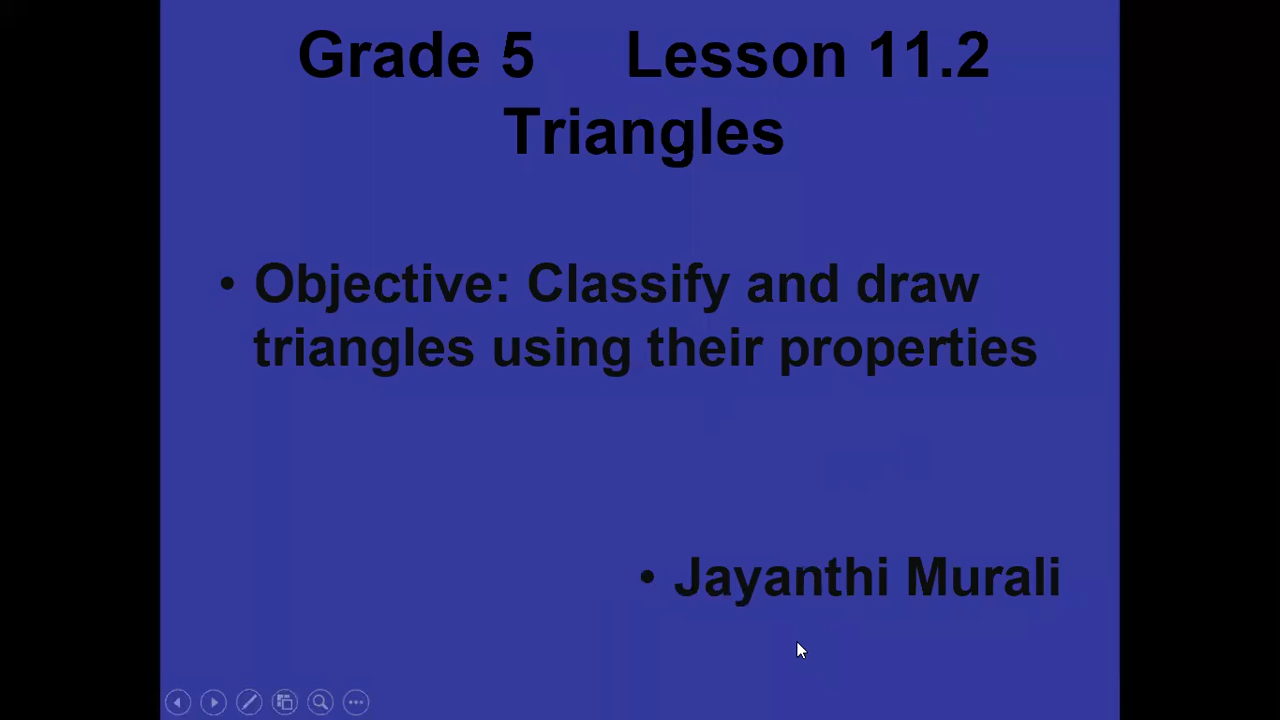 Grade 5 Lesson 11.2
Triangles
• Objective: Classify and draw
triangles using their properties
• Jayanthi Murali